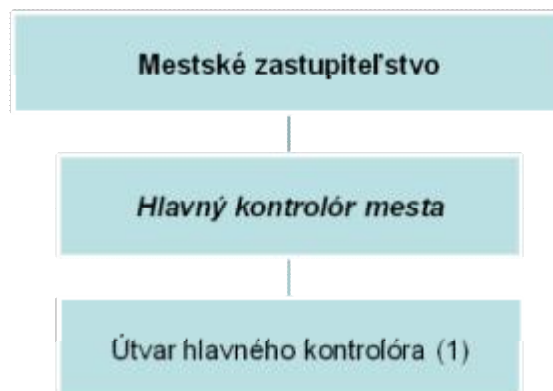 Mestské zastupiteľstvo
Hlavný kontrolór mesta
Útvar hlavného kontrolóra (1)